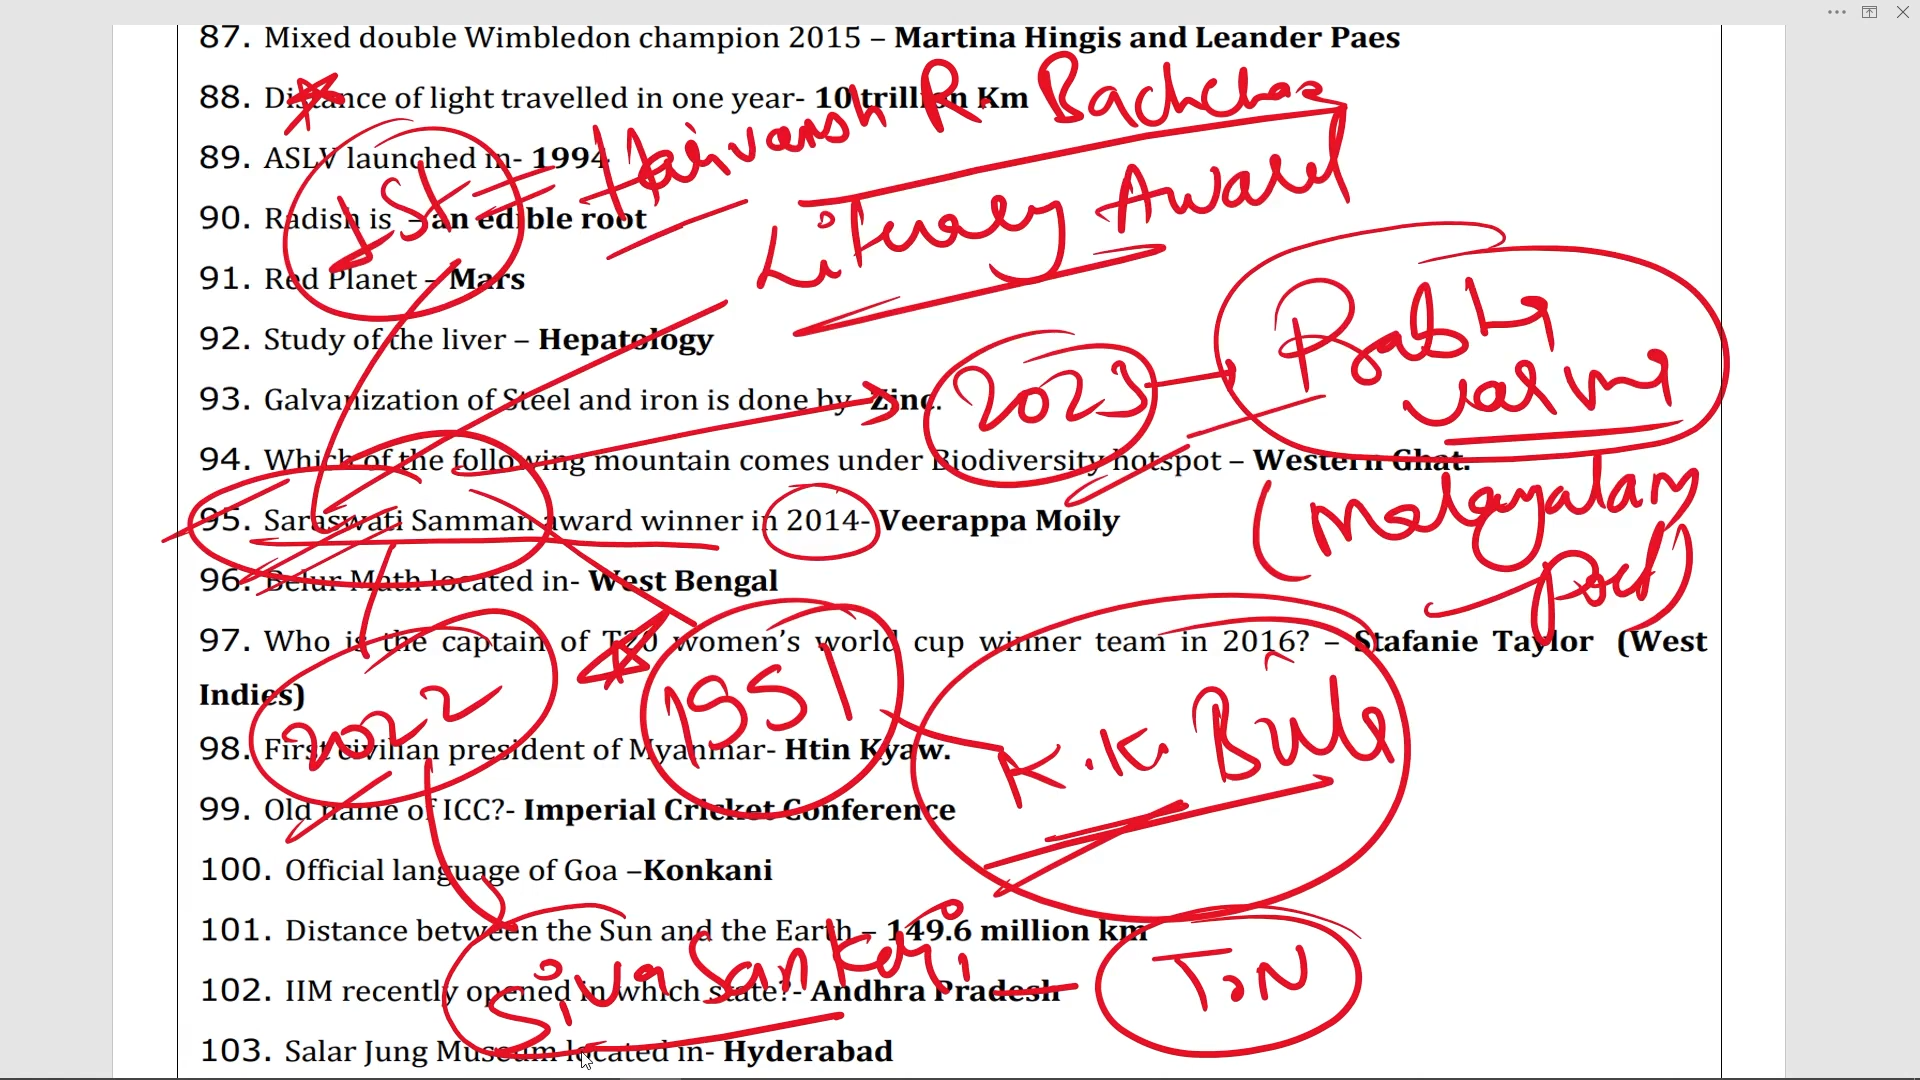 87. Mixed double Wimbledon champion 2015 – Martina Hingis and Leander Paes
88. Distance of light travelled in one year- 10 trillion Km
89. ASLV launched in- 1994
90. Radish is – an edible root
91. Red Planet – Mars
92. Study of the liver – Hepatology
93. Galvanization of Steel and iron is done by- Zinc.
94. Which of the following mountain comes under Biodiversity hotspot – Western Ghat.
95. Saraswati Samman award winner in 2014- Veerappa Moily
96. Belur Math located in- West Bengal
97. Who is the captain of T20 women's world cup winner team in 2016? – Stafanie Taylor (West
Indies)
98. First civilian president of Myanmar- Htin Kyaw.
99. Old name of ICC?- Imperial Cricket Conference
100. Official language of Goa –Konkani
101. Distance between the Sun and the Earth – 149.6 million km
102. IIM recently opened in which state?- Andhra Pradesh
103. Salar Jung Museum located in- Hyderabad
1st = Harivansh R. Bachchan
Literary Award
2023
(Malayalam
poet)
2022
1991
K.K. Birla
Siva Sankari
T.N